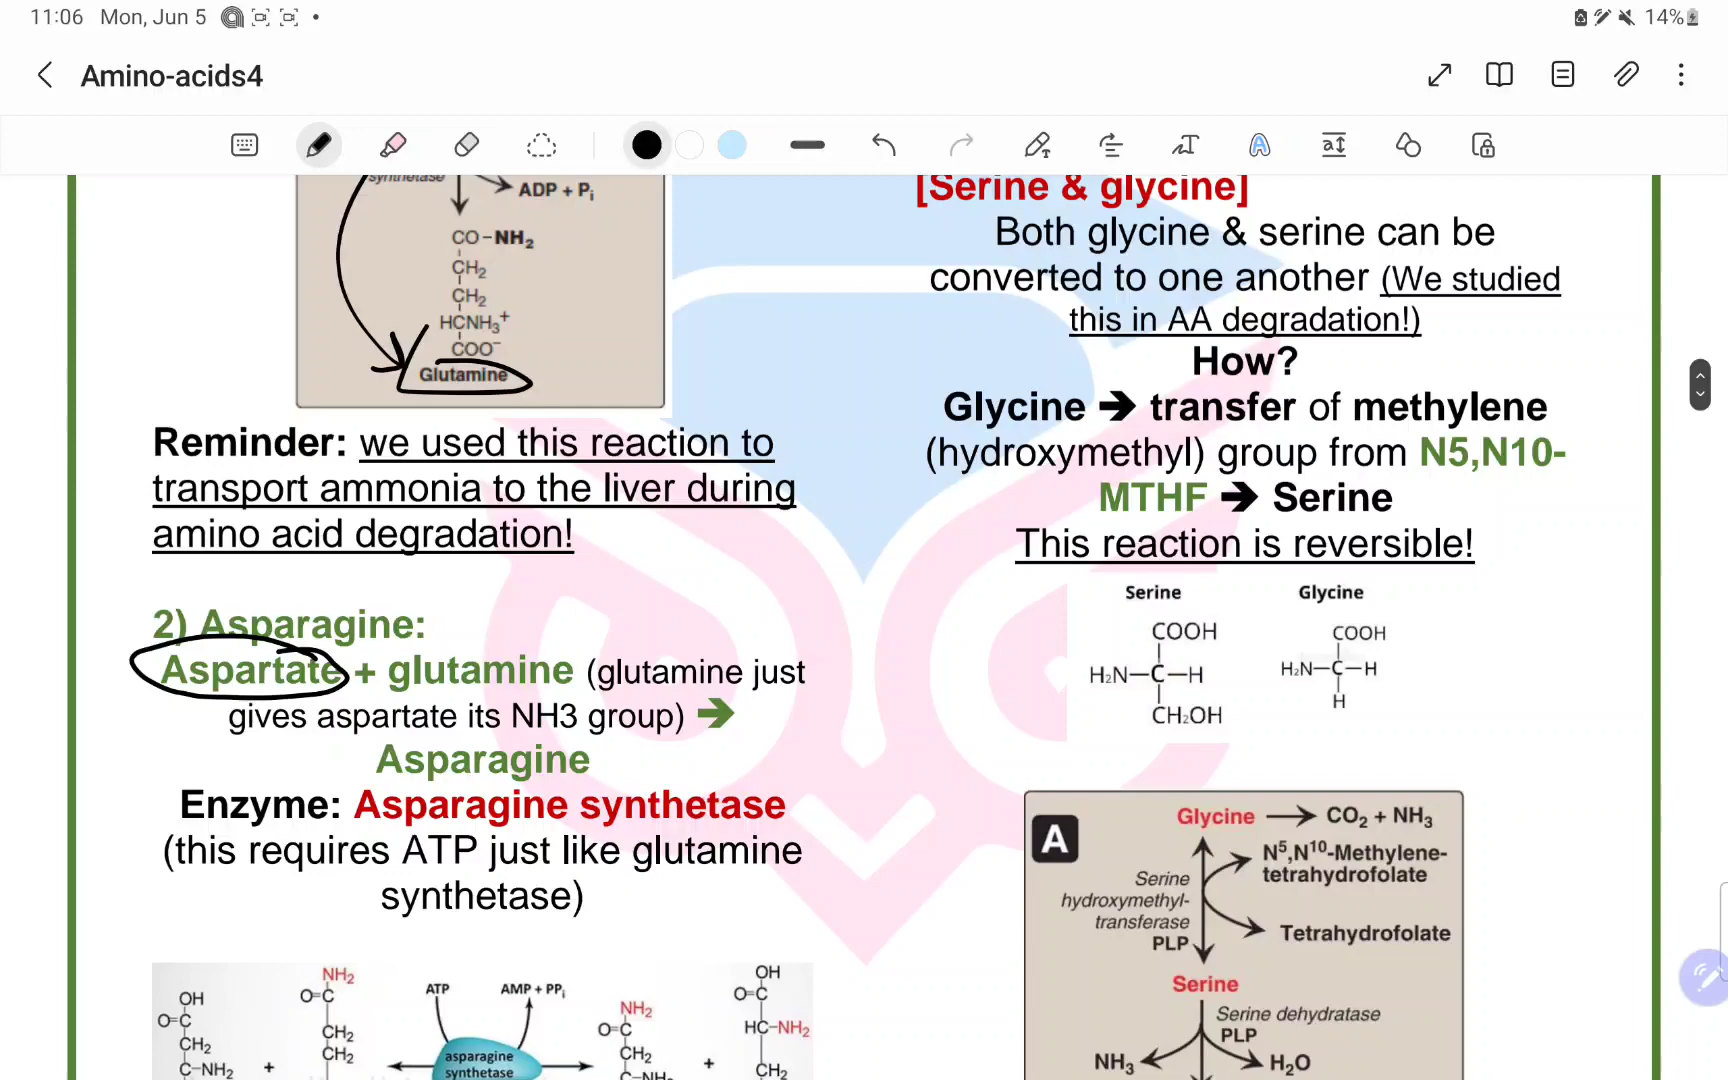 11:06 Mon, Jun 5
14%
Amino-acids4
synthetase
ADP + Pi
CO-NH2
CH2
CH2
HCNH3+
COO-
Glutamine
Reminder: we used this reaction to
transport ammonia to the liver during
amino acid degradation!
2) Asparagine:
Aspartate + glutamine (glutamine just
gives aspartate its NH3 group) ➔
Asparagine
Enzyme: Asparagine synthetase
(this requires ATP just like glutamine
synthetase)
OH
O=C
CH2
C-NH2
+
NH2
O=C
CH2
CH2
ATP
AMP + PPi
asparagine
synthetase
NH2
O=C
CH2
+
OH
O=C
HC-NH2
CH2
[Serine & glycine]
Both glycine & serine can be
converted to one another (We studied
this in AA degradation!)
How?
Glycine ➔ transfer of methylene
(hydroxymethyl) group from N5,N10-
MTHF ➔ Serine
This reaction is reversible!
Serine
COOH
H2N-C-H
CH2OH
Glycine
COOH
H2N-C-H
H
A
Glycine → CO2 + NH3
N5,N10-Methylene-
tetrahydrofolate
Serine
hydroxymethyl-
transferase
PLP
Tetrahydrofolate
Serine
Serine dehydratase
PLP
NH3
H2O